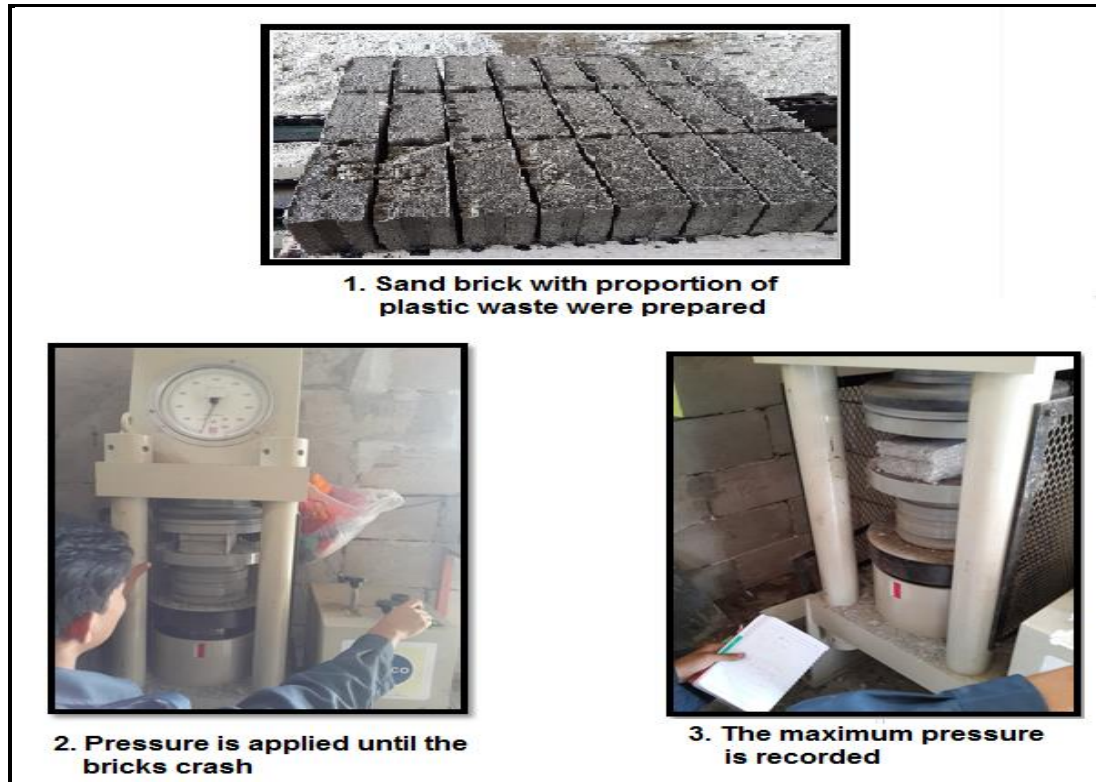 1. Sand brick with proportion of
plastic waste were prepared
2. Pressure is applied until the
bricks crash
3. The maximum pressure
is recorded